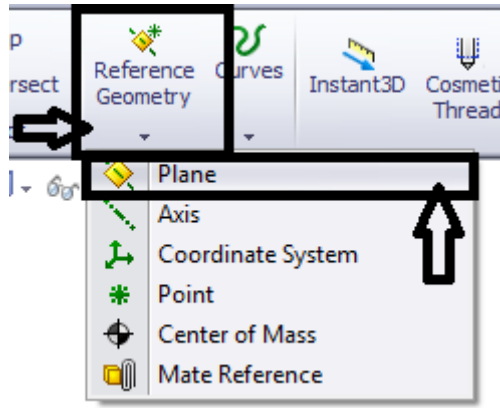 p
Reference
Geometry
Curves
Instant3D
Cosmeti
Thread
rsect
Plane
Axis
Coordinate System
Point
Center of Mass
Mate Reference